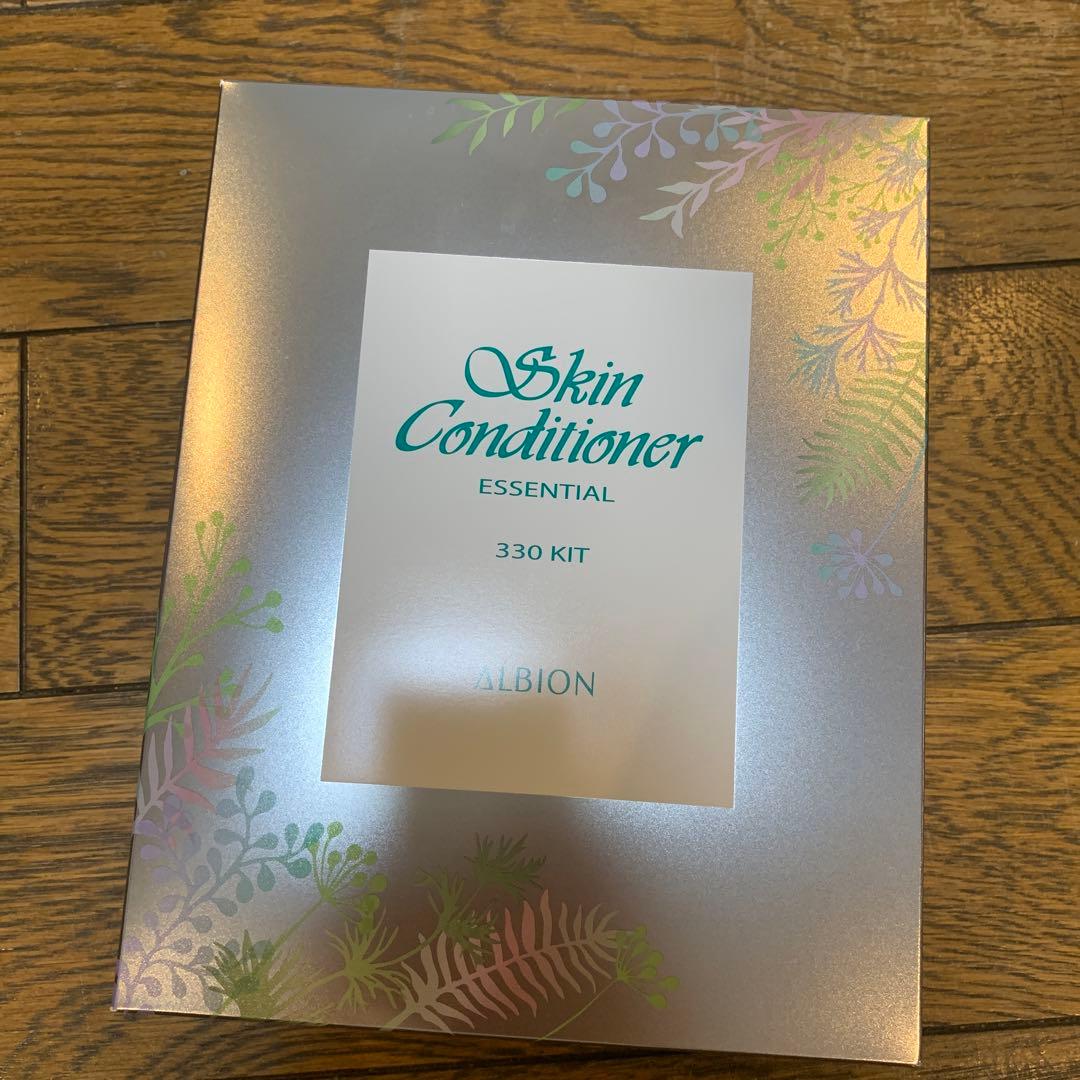 Skin
Conditioner
ESSENTIAL
330 KIT
ALBION